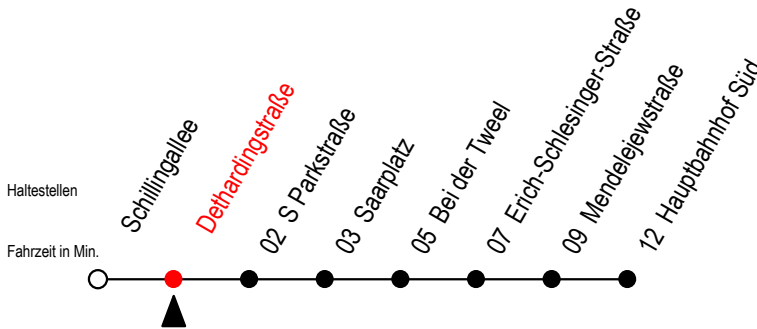 Haltestellen
Fahrzeit in Min.
Schillingallee
Dethardingstraße
02 S Parkstraße
03 Saarplatz
05 Bei der Tweel
07 Erich-Schlesinger-Straße
09 Mendelejewstraße
12 Hauptbahnhof Süd